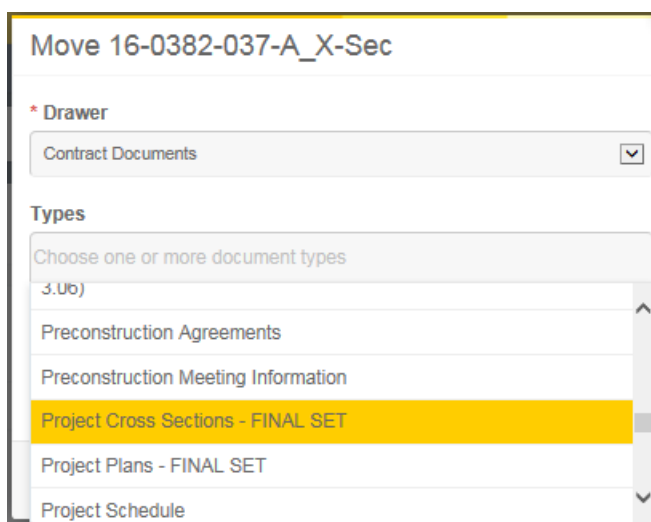 Move 16-0382-037-A_X-Sec
* Drawer
Contract Documents
Types
Choose one or more document types
3.06)
Preconstruction Agreements
Preconstruction Meeting Information
Project Cross Sections - FINAL SET
Project Plans - FINAL SET
Project Schedule